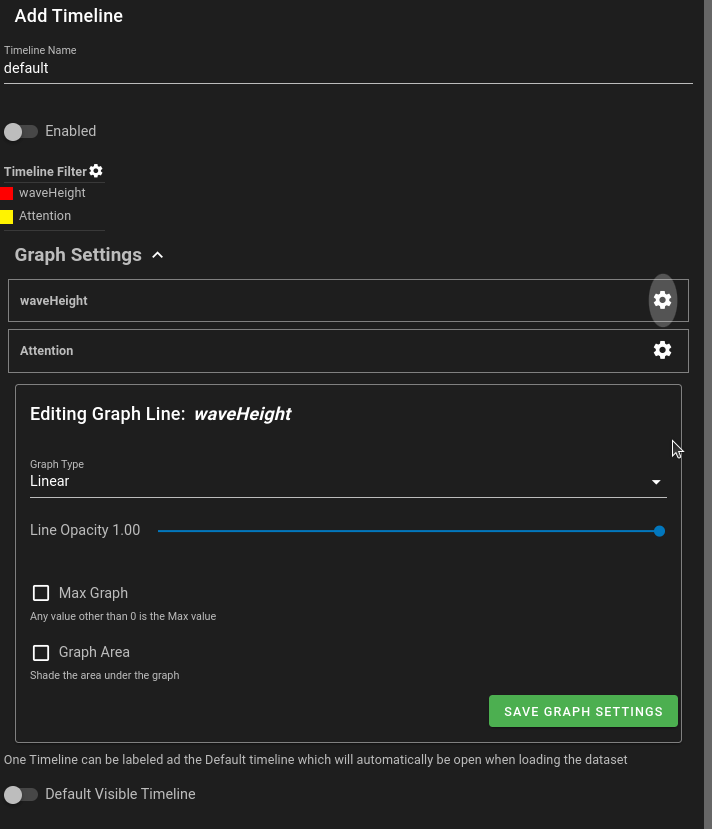 Add Timeline
Timeline Name
default
Enabled
Timeline Filter
waveHeight
Attention
Graph Settings
waveHeight
Attention
Editing Graph Line: waveHeight
Graph Type
Linear
Line Opacity 1.00
Max Graph
Any value other than 0 is the Max value
Graph Area
Shade the area under the graph
SAVE GRAPH SETTINGS
One Timeline can be labeled ad the Default timeline which will automatically be open when loading the dataset
Default Visible Timeline